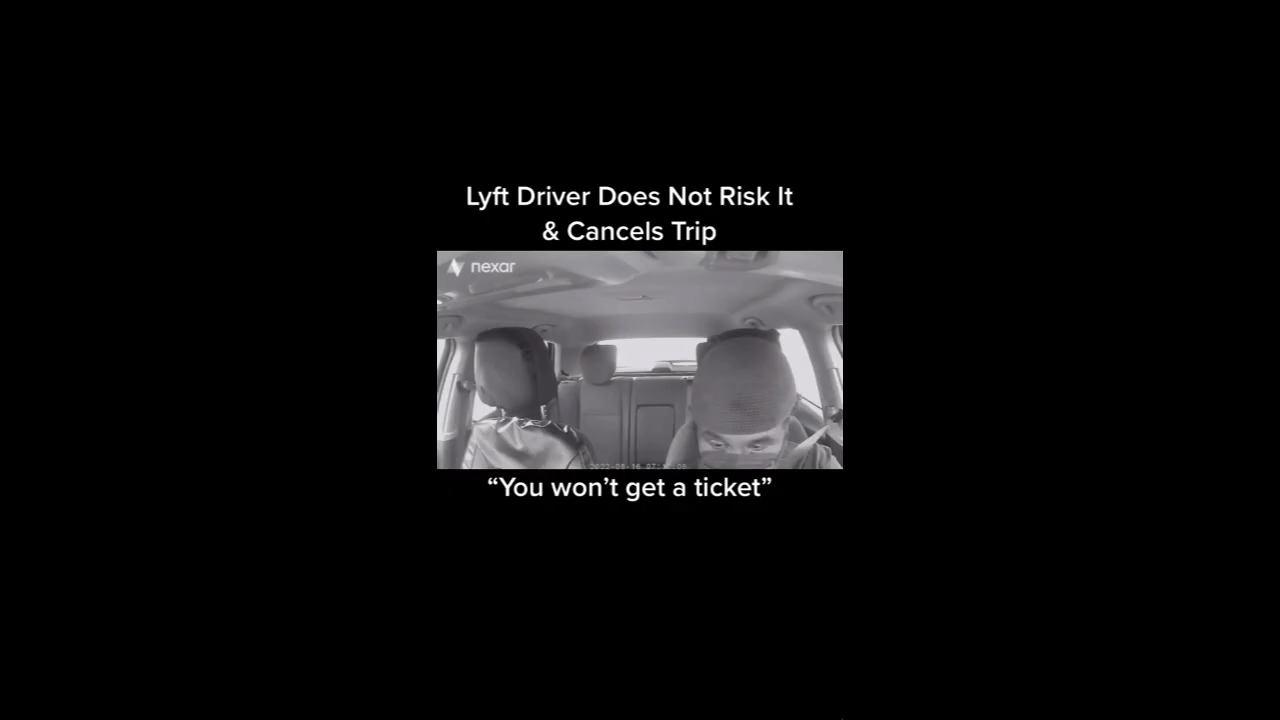 Lyft Driver Does Not Risk It
& Cancels Trip
nexar
“You won’t get a ticket”